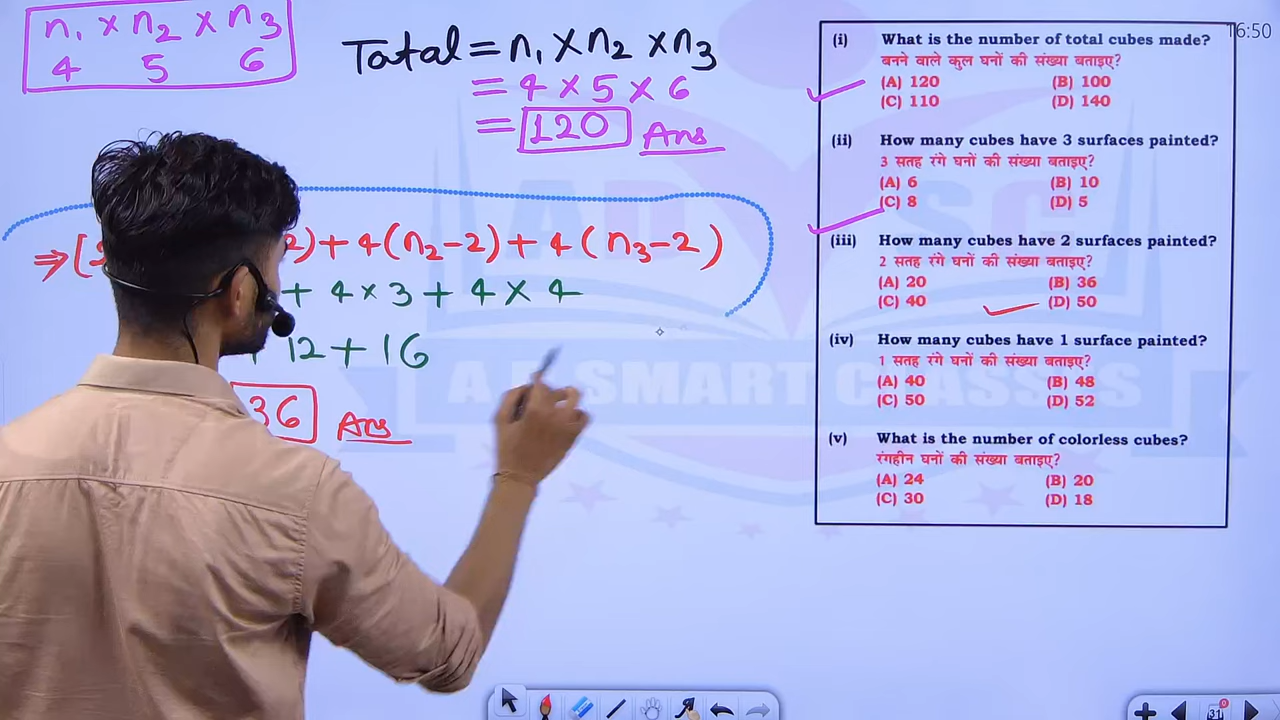 n₁ × n₂ × n₃
4 5 6
Tatal = n₁ × n₂ × n₃
= 4 × 5 × 6
= 120 Ans
2) + 4(n₂-2) + 4(n₃-2)
+ 4 × 3 + 4 × 4
+ 12 + 16
36 Ans
16:50
(i) What is the number of total cubes made?
बनने वाले कुल घनों की संख्या बताइए?
(A) 120 (B) 100
(C) 110 (D) 140
(ii) How many cubes have 3 surfaces painted?
3 सतह रंगे घनों की संख्या बताइए?
(A) 6 (B) 10
(C) 8 (D) 5
(iii) How many cubes have 2 surfaces painted?
2 सतह रंगे घनों की संख्या बताइए?
(A) 20 (B) 36
(C) 40 (D) 50
(iv) How many cubes have 1 surface painted?
1 सतह रंगे घनों की संख्या बताइए?
(A) 40 (B) 48
(C) 50 (D) 52
(v) What is the number of colorless cubes?
रंगहीन घनों की संख्या बताइए?
(A) 24 (B) 20
(C) 30 (D) 18
SMART CLASSES
31